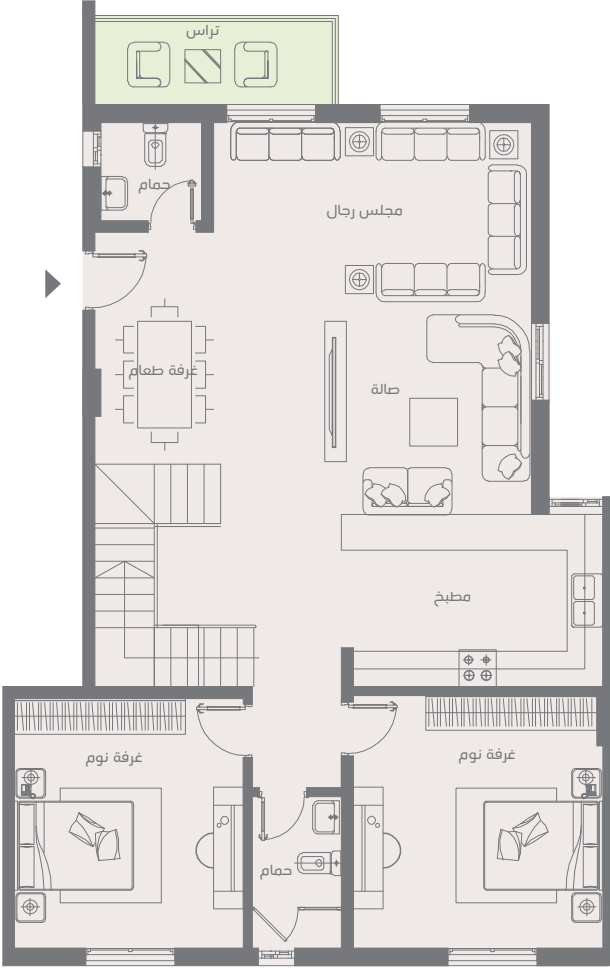 تراس
حمام
مجلس رجال
غرفة طعام
صالة
مطبخ
غرفة نوم
غرفة نوم
حمام